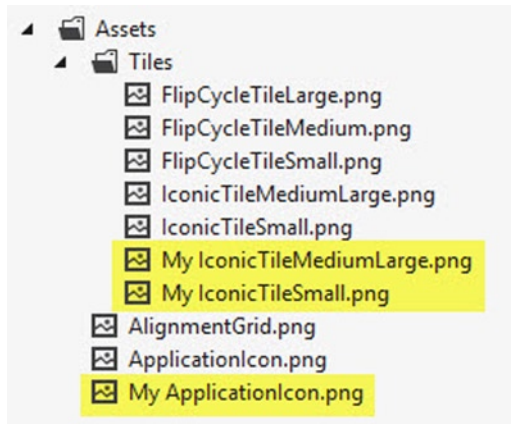 Assets
Tiles
FlipCycleTileLarge.png
FlipCycleTileMedium.png
FlipCycleTileSmall.png
IconicTileMediumLarge.png
IconicTileSmall.png
My IconicTileMediumLarge.png
My IconicTileSmall.png
AlignmentGrid.png
ApplicationIcon.png
My ApplicationIcon.png